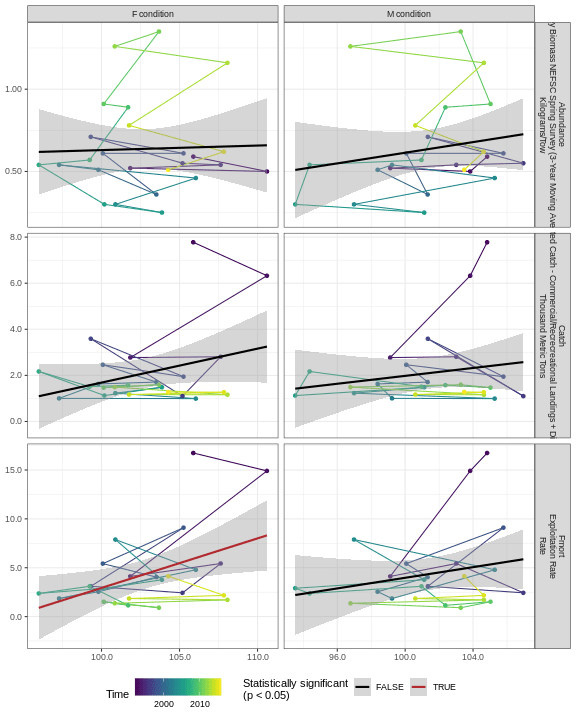 F condition
M condition
1.00
0.50
Abundance
y Biomass NEFSC Spring Survey (3-Year Moving Ave
Kilograms/Tow
8.0
6.0
4.0
2.0
0.0
Catch
ted Catch - Commercial/Recreational Landings + Di
Thousand Metric Tons
15.0
10.0
5.0
0.0
Fmort
Exploitation Rate
Rate
100.0
105.0
110.0
96.0
100.0
104.0
Time
2000
2010
Statistically significant
(p < 0.05)
FALSE
TRUE